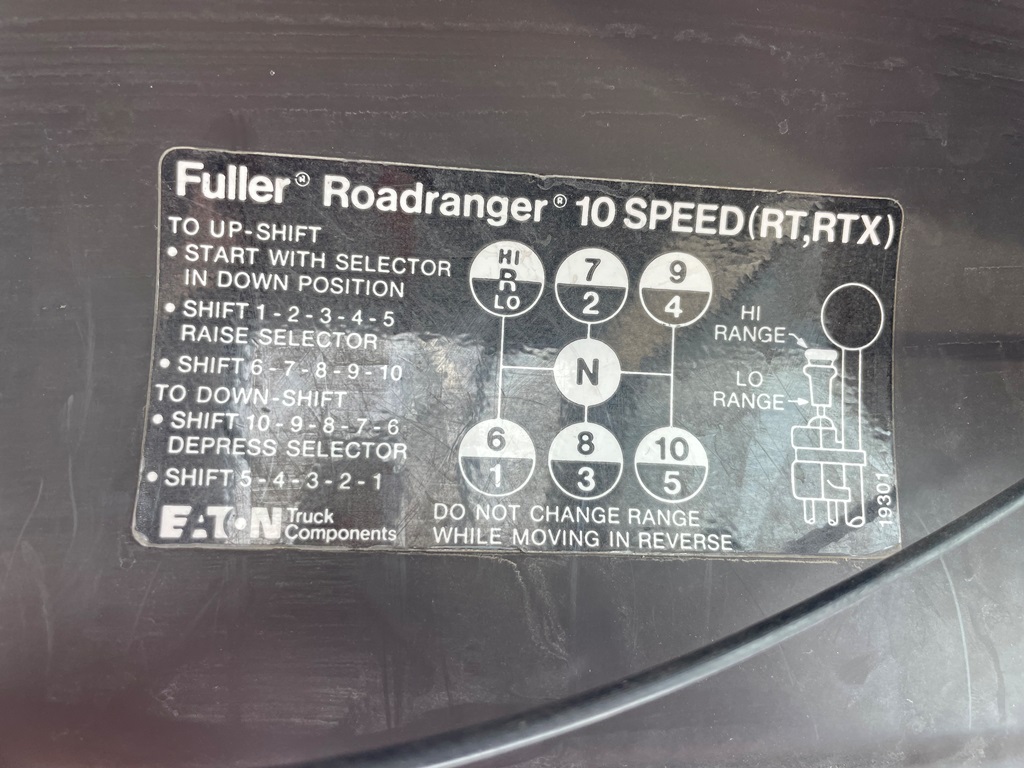 Fuller® Roadranger® 10 SPEED (RT,RTX)
TO UP-SHIFT
• START WITH SELECTOR
IN DOWN POSITION
• SHIFT 1-2-3-4-5
RAISE SELECTOR
• SHIFT 6-7-8-9-10
TO DOWN-SHIFT
• SHIFT 10-9-8-7-6
DEPRESS SELECTOR
• SHIFT 5-4-3-2-1
EATON Truck
Components
HI
R
LO
7
2
9
4
N
6
1
8
3
10
5
HI
RANGE
LO
RANGE
DO NOT CHANGE RANGE
WHILE MOVING IN REVERSE
19301